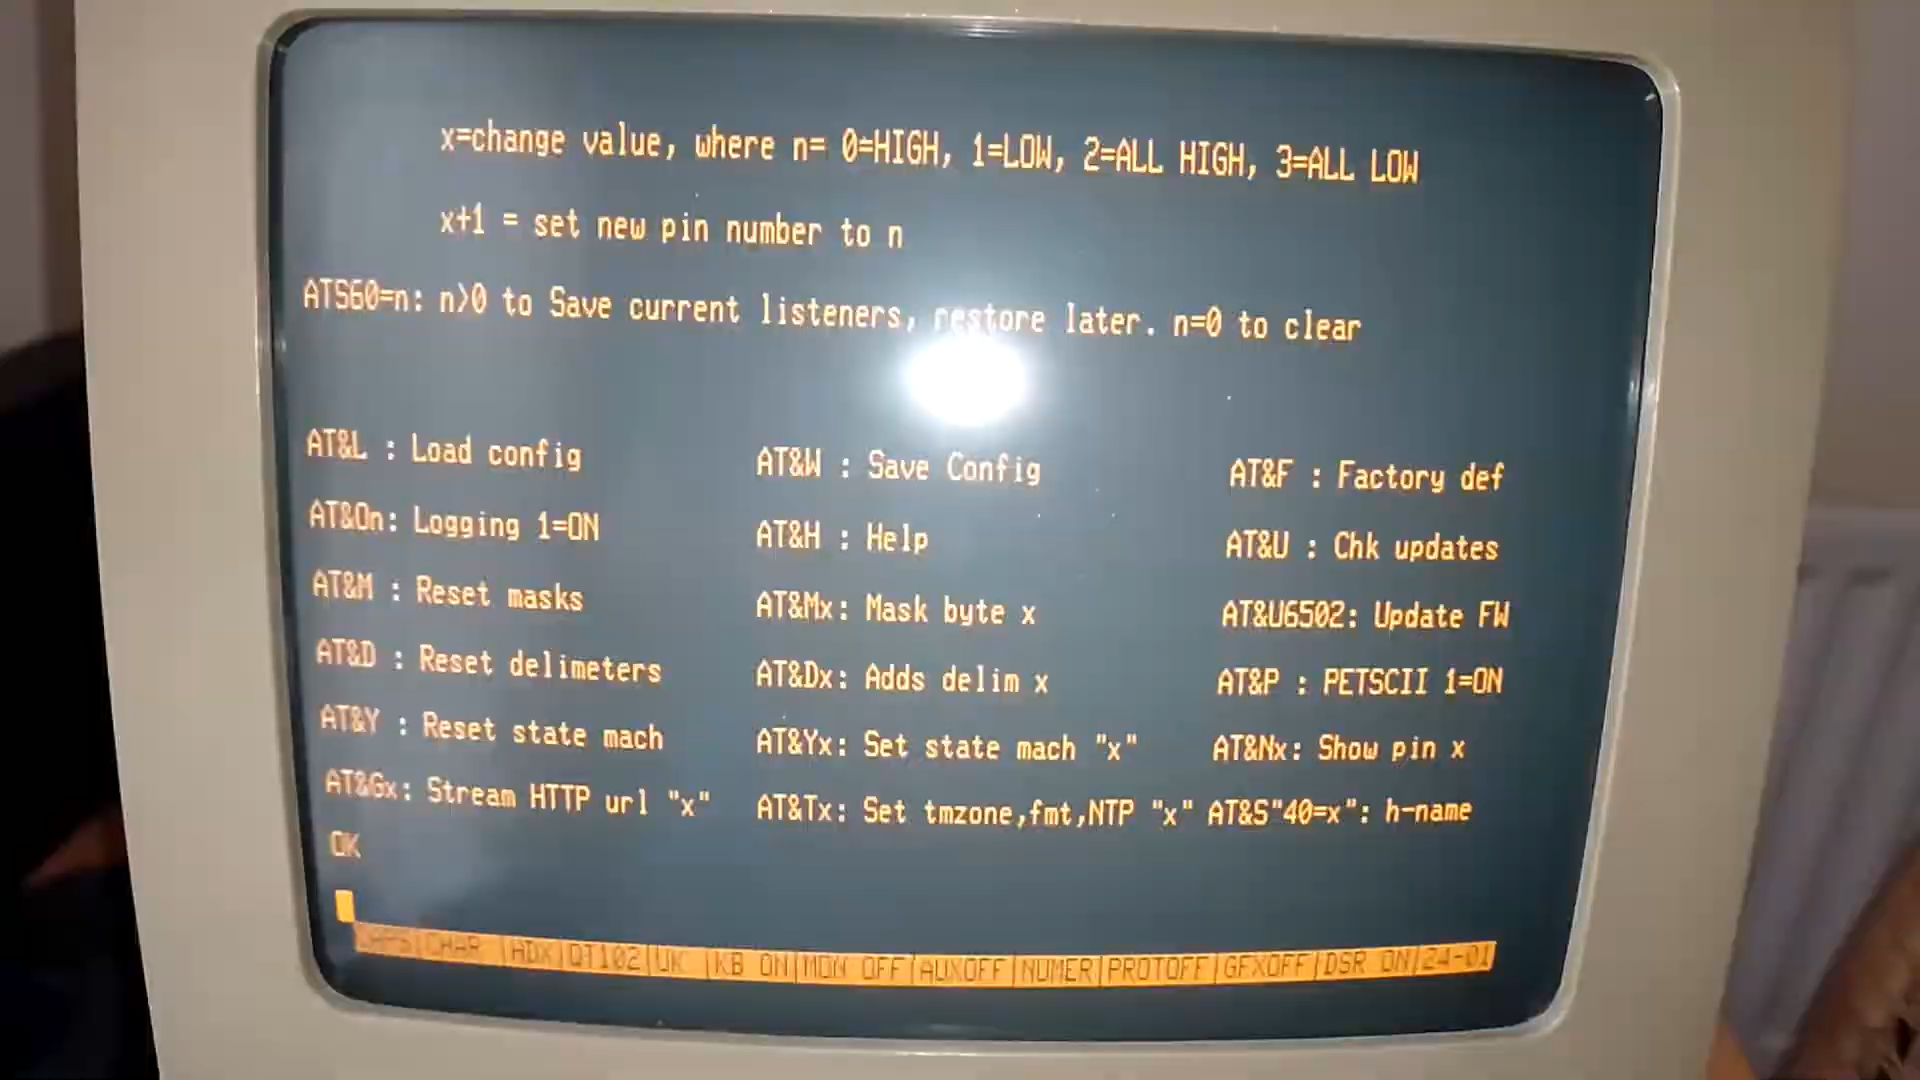 x=change value, where n= 0=HIGH, 1=LOW, 2=ALL HIGH, 3=ALL LOW
x+1 = set new pin number to n
ATS60=n: n>0 to Save current listeners, restore later. n=0 to clear
AT&L : Load config AT&W : Save Config AT&F : Factory def
AT&On: Logging 1=ON AT&H : Help AT&U : Chk updates
AT&M : Reset masks AT&Mx: Mask byte x AT&U6502: Update FW
AT&D : Reset delimeters AT&Dx: Adds delim x AT&P : PETSCII 1=ON
AT&Y : Reset state mach AT&Yx: Set state mach "x" AT&Nx: Show pin x
AT&Gx: Stream HTTP url "x" AT&Tx: Set tmzone,fmt,NTP "x" AT&S"40=x": h-name
OK
CHAR |ADX|QT102|UK |KB ON|MON OFF|AUXOFF|NUMER|PROTOFF|GFXOFF|DSR ON|24-01